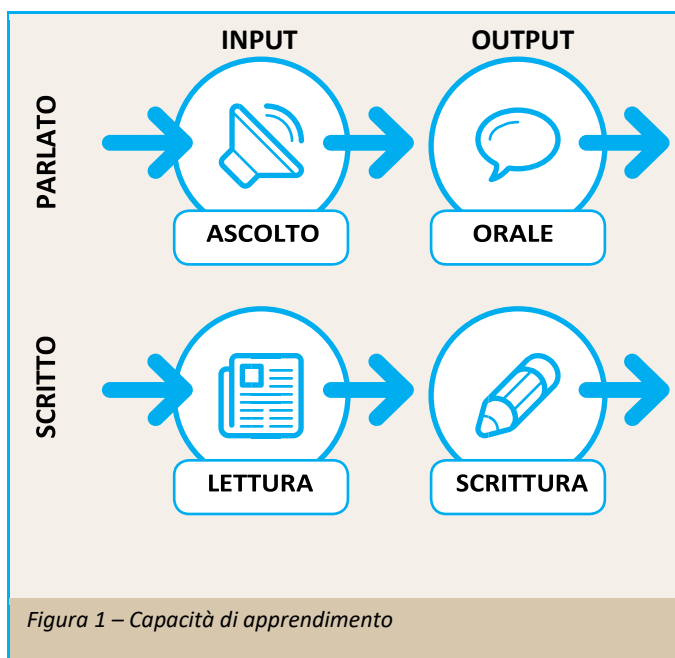 INPUT OUTPUT
PARLATO
ASCOLTO ORALE
SCRITTO
LETTURA SCRITTURA
Figura 1 – Capacità di apprendimento